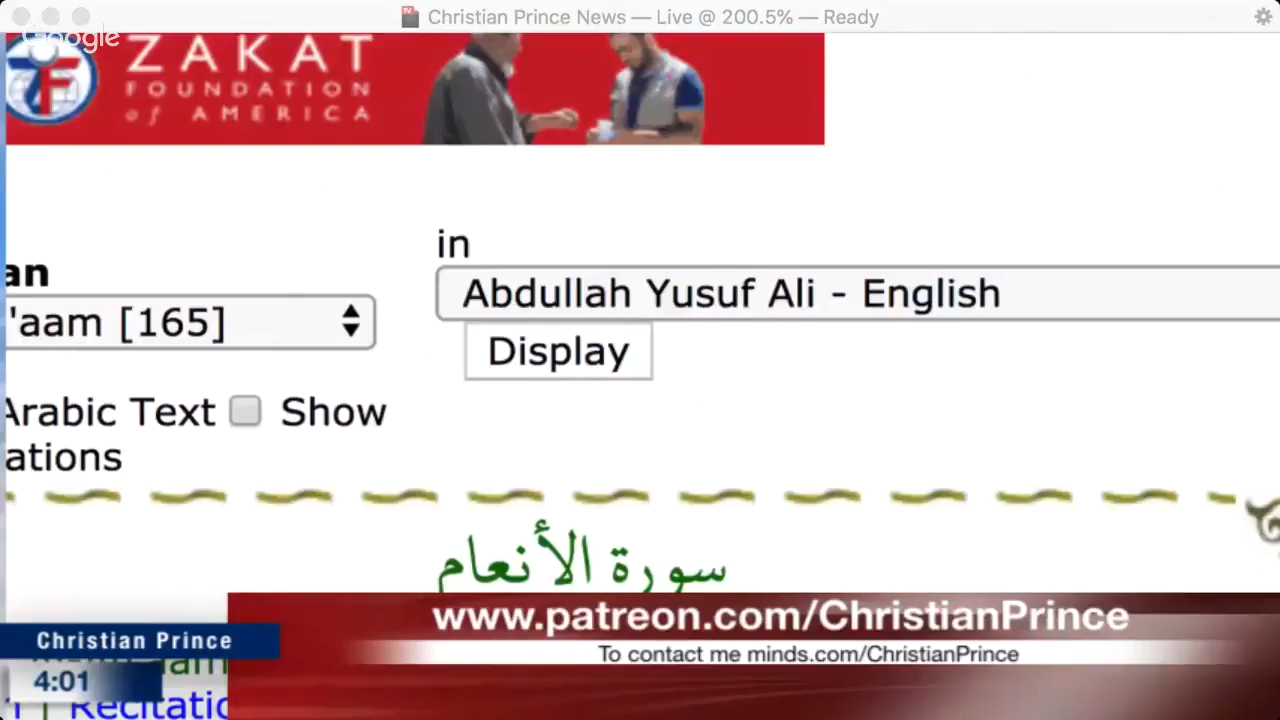 Christian Prince News — Live @ 200.5% — Ready
Google
ZAKAT
FOUNDATION
of AMERICA
in
an
Abdullah Yusuf Ali - English
'aam [165]
Display
Arabic Text Show
ations
سورة الأنعام
www.patreon.com/ChristianPrince
Christian Prince
To contact me minds.com/ChristianPrince
4:01
Recitatio